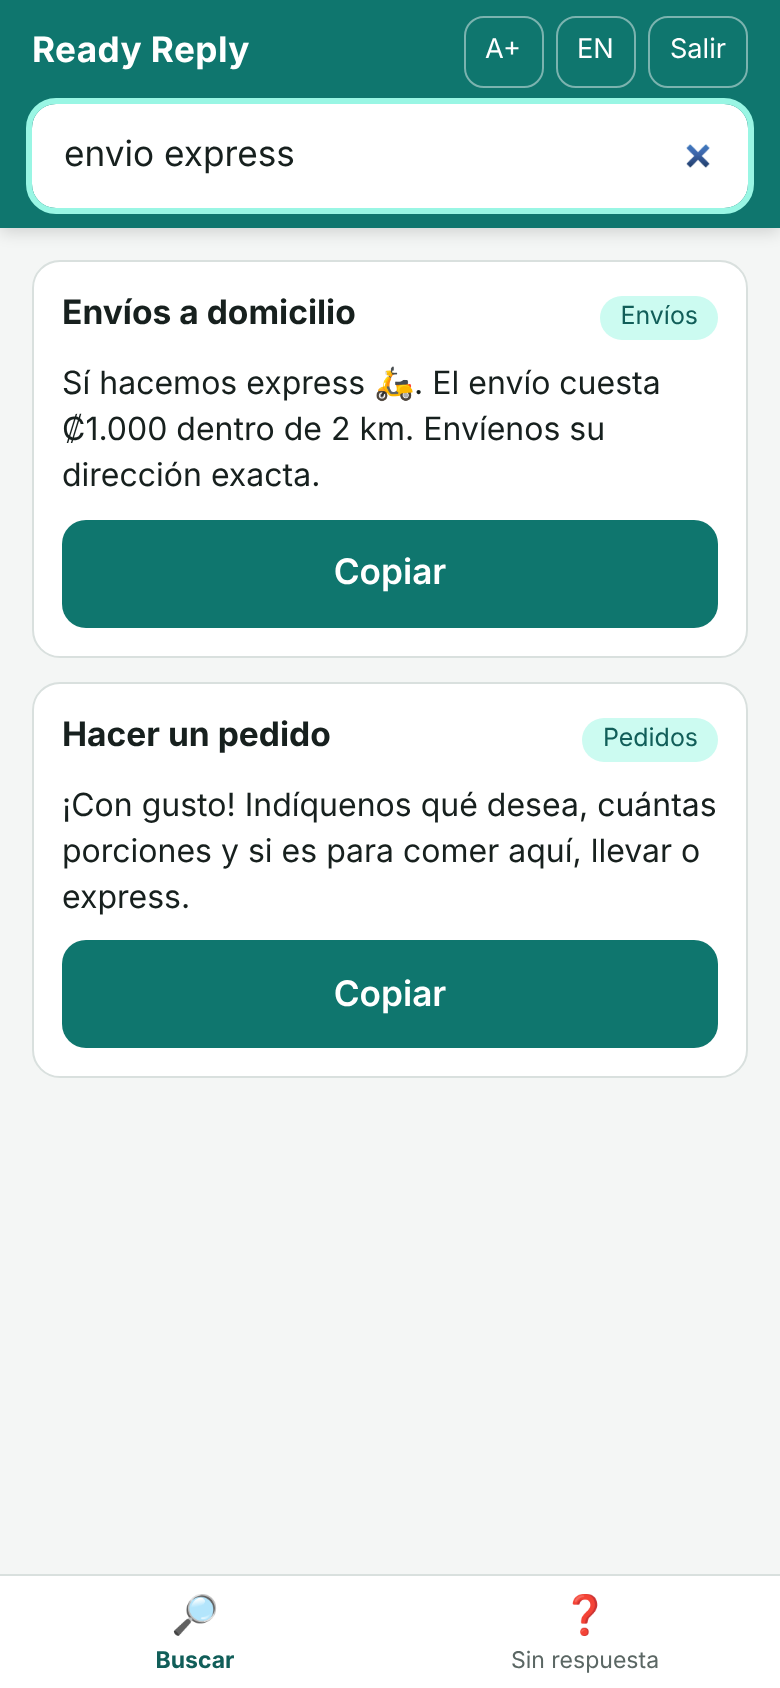 Ready Reply
A+
EN
Salir
envio express
Envíos a domicilio
Envíos
Sí hacemos express 🛵. El envío cuesta
₡1.000 dentro de 2 km. Envíenos su
dirección exacta.
Copiar
Hacer un pedido
Pedidos
¡Con gusto! Indíquenos qué desea, cuántas
porciones y si es para comer aquí, llevar o
express.
Copiar
Buscar
Sin respuesta